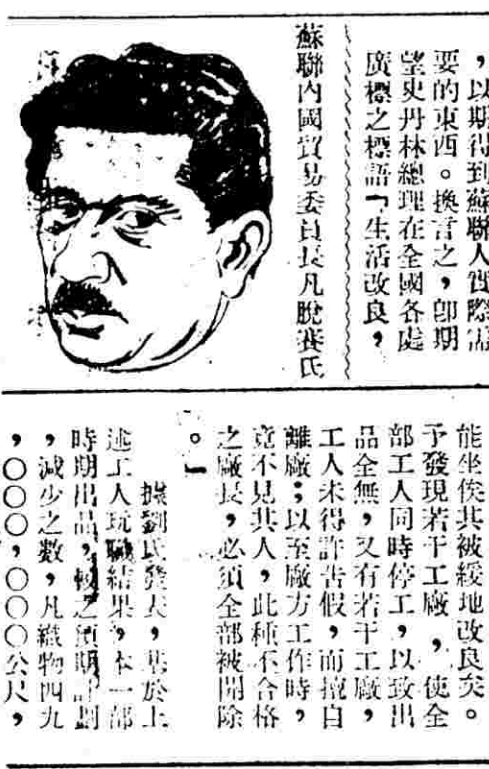 ，以期得到蘇聯人實際需
要的東西。換言之，卽期
望史丹林總理在全國各處
廣標之標語「生活改良，
蘇聯內國貿易委員長凡脫賽氏
能坐俟其被緩地改良矣。
予發現若干工廠，使全
部工人同時停工，以致出
品全無，又有若干工廠，
工人未得許告假，而擅自
離廠；以至廠方工作時，
竟不見其人，此種不合格
之廠長，必須全部被開除
。」
據劉氏發表，基於上
述工人玩職結果，本一部
時期出品，較之預期計劃
，減少之數，凡織物四九
，〇〇〇，〇〇〇公尺，